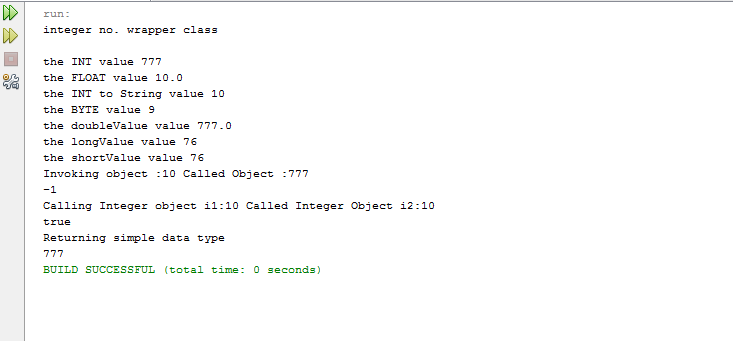 run:
integer no. wrapper class
the INT value 777
the FLOAT value 10.0
the INT to String value 10
the BYTE value 9
the doubleValue value 777.0
the longValue value 76
the shortValue value 76
Invoking object :10 Called Object :777
-1
Calling Integer object i1:10 Called Integer Object i2:10
true
Returning simple data type
777
BUILD SUCCESSFUL (total time: 0 seconds)